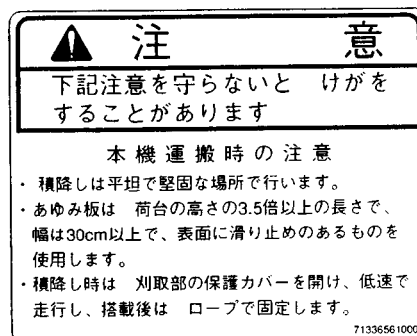 注 意
下記注意を守らないと けがを
することがあります
本機運搬時の注意
・ 積降しは平坦で堅固な場所で行います。
・あゆみ板は 荷台の高さの3.5倍以上の長さで、
幅は30cm以上で、表面に滑り止めのあるものを
使用します。
・積降し時は 刈取部の保護カバーを開け、低速で
走行し、搭載後は ロープで固定します。
71336561000